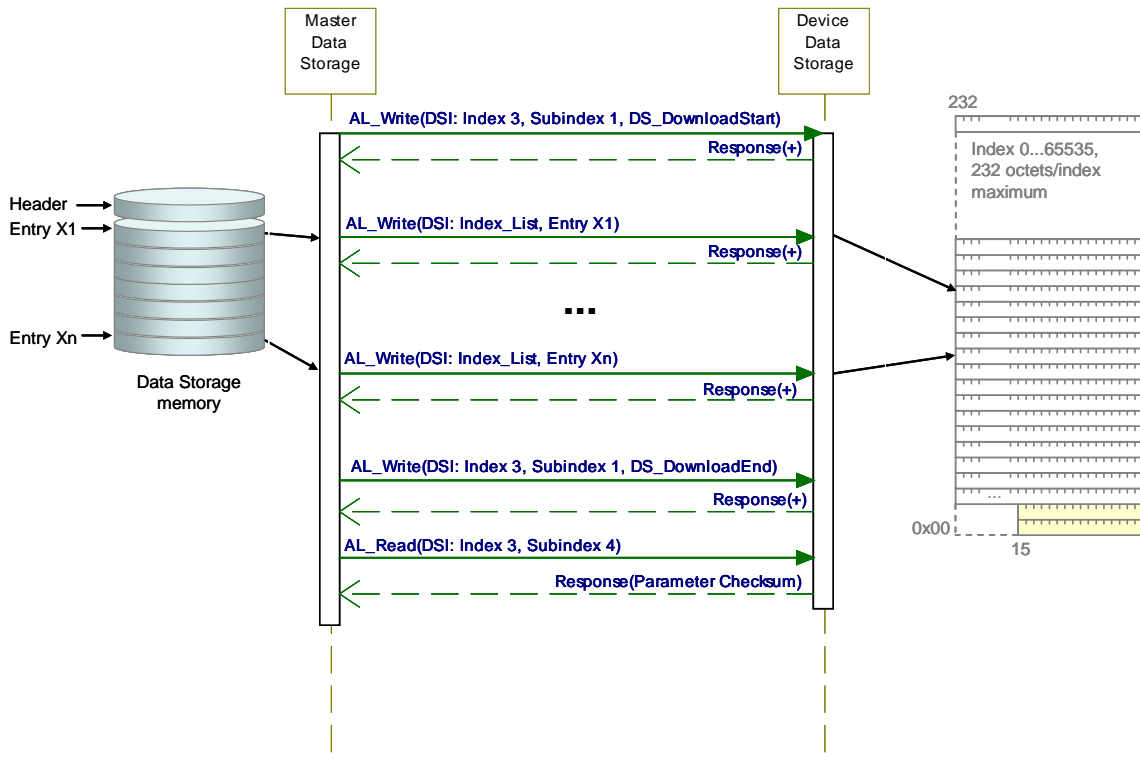 Master
Data
Storage
Device
Data
Storage
232
AL_Write(DSI: Index 3, Subindex 1, DS_DownloadStart)
Response(+)
Index 0...65535,
232 octets/index
maximum
Header
Entry X1
AL_Write(DSI: Index_List, Entry X1)
Response(+)
...
Entry Xn
AL_Write(DSI: Index_List, Entry Xn)
Response(+)
Data Storage
memory
AL_Write(DSI: Index 3, Subindex 1, DS_DownloadEnd)
Response(+)
...
0x00
15
AL_Read(DSI: Index 3, Subindex 4)
Response(Parameter Checksum)